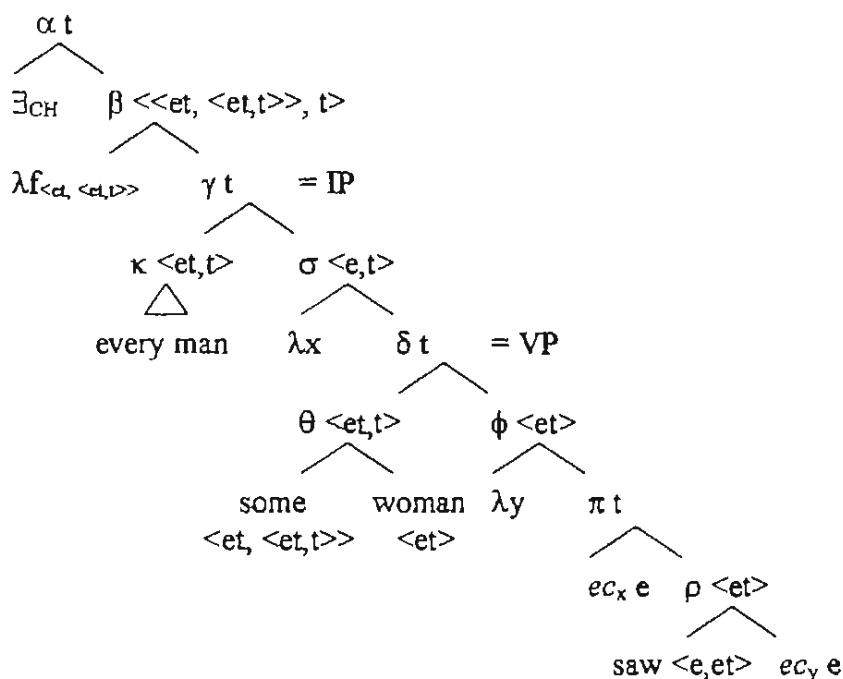 α t
∃CH β <<et, <et,t>>, t>
λf<et, <et,t>> γ t = IP
κ <et,t> σ <e,t>
every man λx δ t = VP
θ <et,t> φ <et>
some woman λy π t
<et, <et,t>> <et>
ecx e ρ <et>
saw <e,et> ecy e